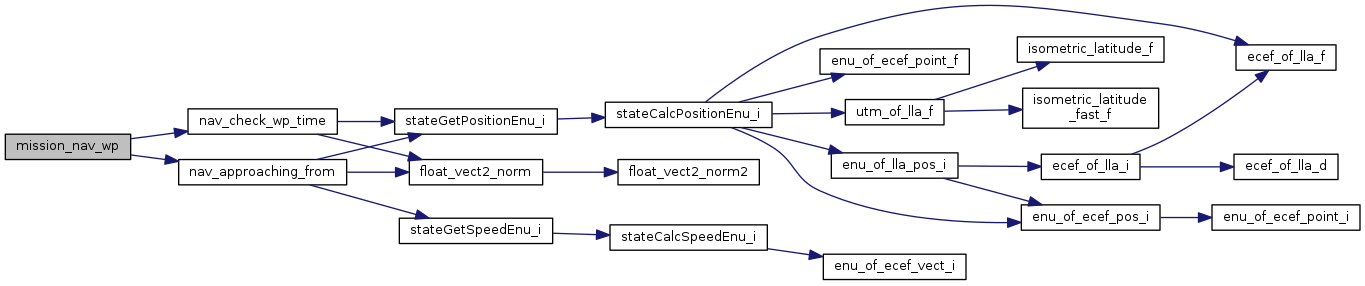 mission_nav_wp
nav_check_wp_time
nav_approaching_from
stateGetPositionEnu_i
float_vect2_norm
stateGetSpeedEnu_i
stateCalcPositionEnu_i
float_vect2_norm2
stateCalcSpeedEnu_i
enu_of_ecef_point_f
utm_of_lla_f
enu_of_lla_pos_i
enu_of_ecef_vect_i
isometric_latitude_f
isometric_latitude
_fast_f
ecef_of_lla_i
enu_of_ecef_pos_i
ecef_of_lla_f
ecef_of_lla_d
enu_of_ecef_point_i